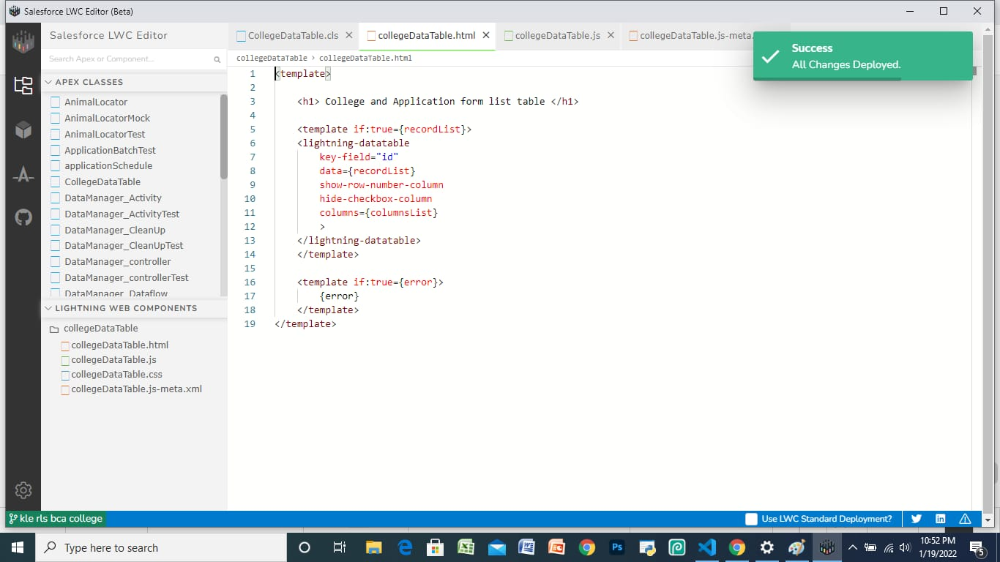 Salesforce LWC Editor (Beta)
Salesforce LWC Editor
Search Apex or Component...
APEX CLASSES
AnimalLocator
AnimalLocatorMock
AnimalLocatorTest
ApplicationBatchTest
applicationSchedule
CollegeDataTable
DataManager_Activity
DataManager_ActivityTest
DataManager_CleanUp
DataManager_CleanUpTest
DataManager_controller
DataManager_controllerTest
DataManager_Dataflow
LIGHTNING WEB COMPONENTS
collegeDataTable
collegeDataTable.html
collegeDataTable.js
collegeDataTable.css
collegeDataTable.js-meta.xml
CollegeDataTable.cls
collegeDataTable.html
collegeDataTable.js
collegeDataTable.js-meta.
Success
All Changes Deployed.
collegeDataTable > collegeDataTable.html
1 <template>
2
3 <h1> College and Application form list table </h1>
4
5 <template if:true={recordList}>
6 <lightning-datatable
7 key-field="id"
8 data={recordList}
9 show-row-number-column
10 hide-checkbox-column
11 columns={columnsList}
12 >
13 </lightning-datatable>
14 </template>
15
16 <template if:true={error}>
17 {error}
18 </template>
19 </template>
kle rls bca college
Use LWC Standard Deployment?
Type here to search
Ps
10:52 PM
1/19/2022
5